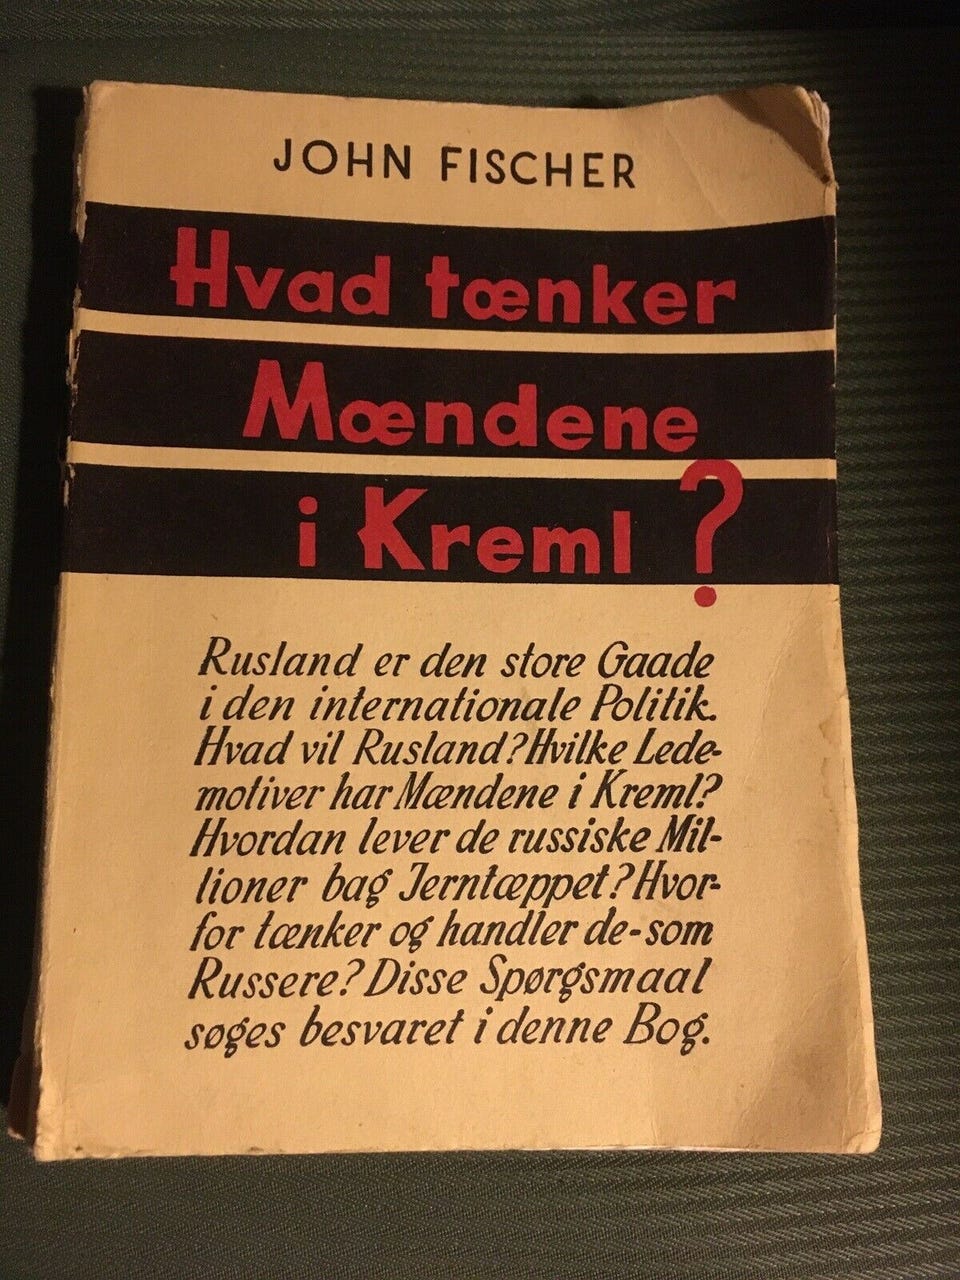 JOHN FISCHER
Hvad tænker
Mændene
i Kreml ?
Rusland er den store Gaade
i den internationale Politik.
Hvad vil Rusland? Hvilke Lede-
motiver har Mændene i Kreml?
Hvordan lever de russiske Mil-
lioner bag Jerntæppet? Hvor-
for tænker og handler de-som
Russere? Disse Spørgsmaal
søges besvaret i denne Bog.